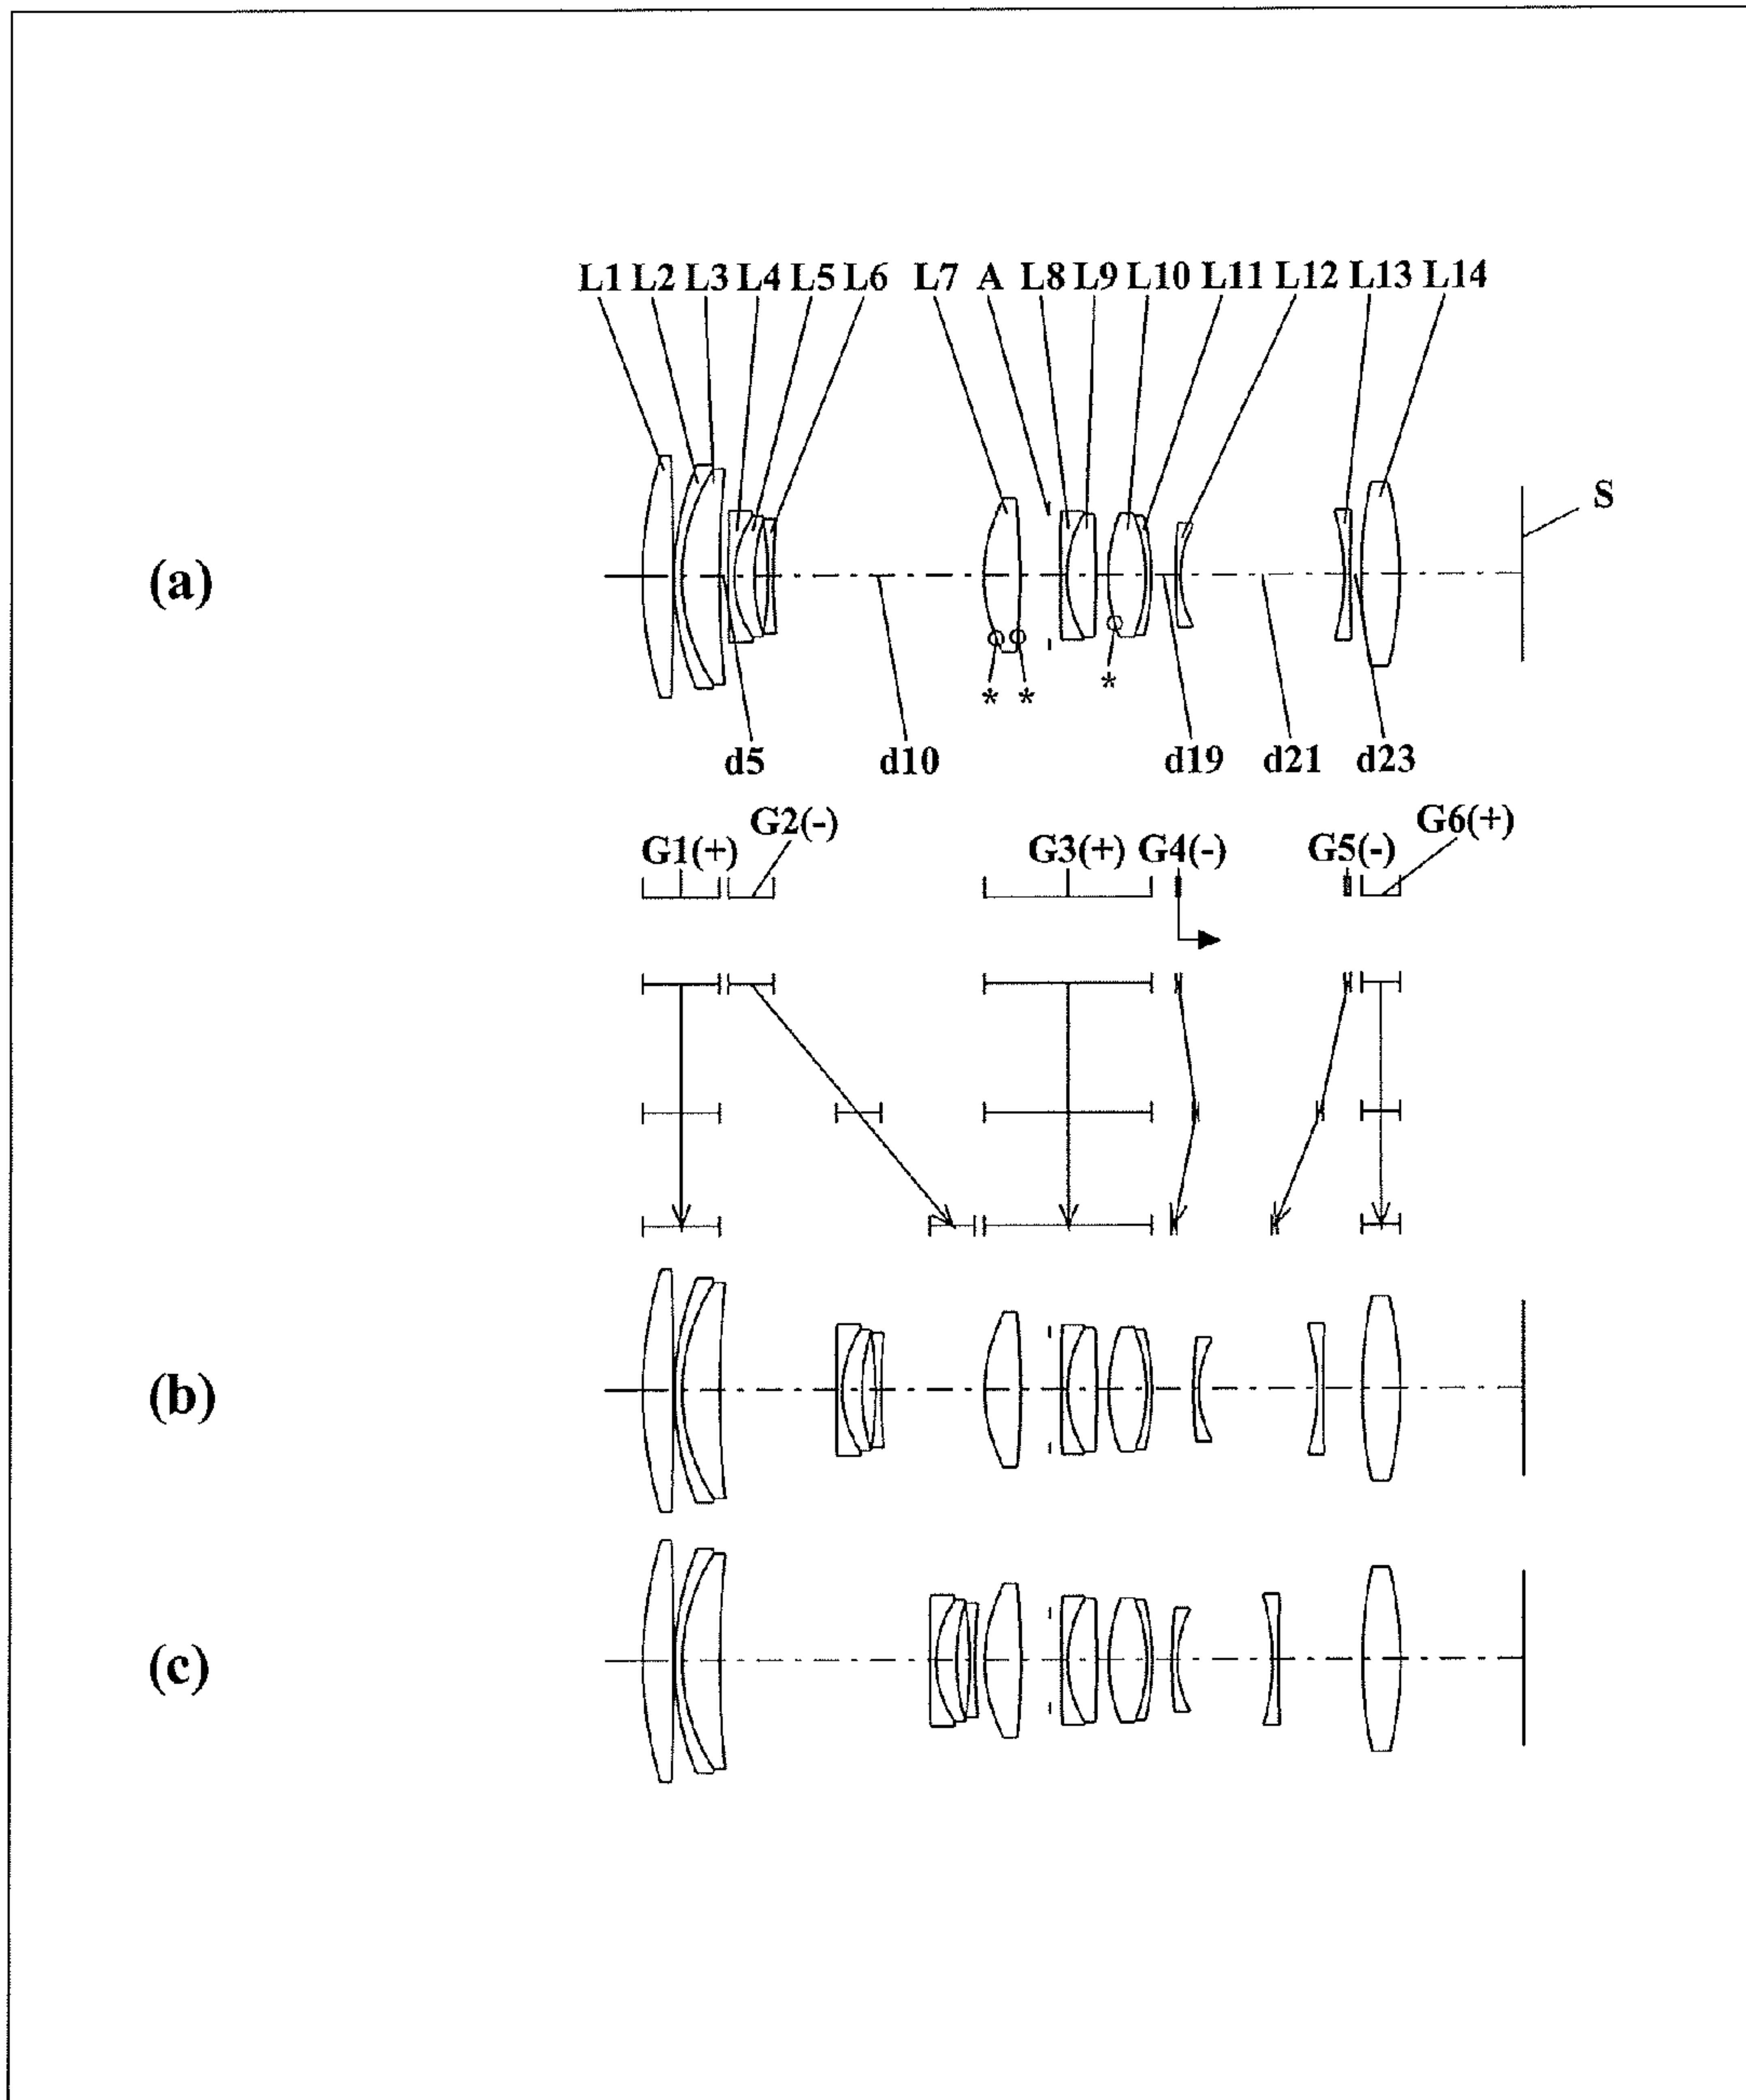 L1 L2 L3 L4 L5 L6 L7 A L8 L9 L10 L11 L12 L13 L14
S
(a)
* * *
d5 d10 d19 d21 d23
G1(+) G2(-) G3(+) G4(-) G5(-) G6(+)
(b)
(c)